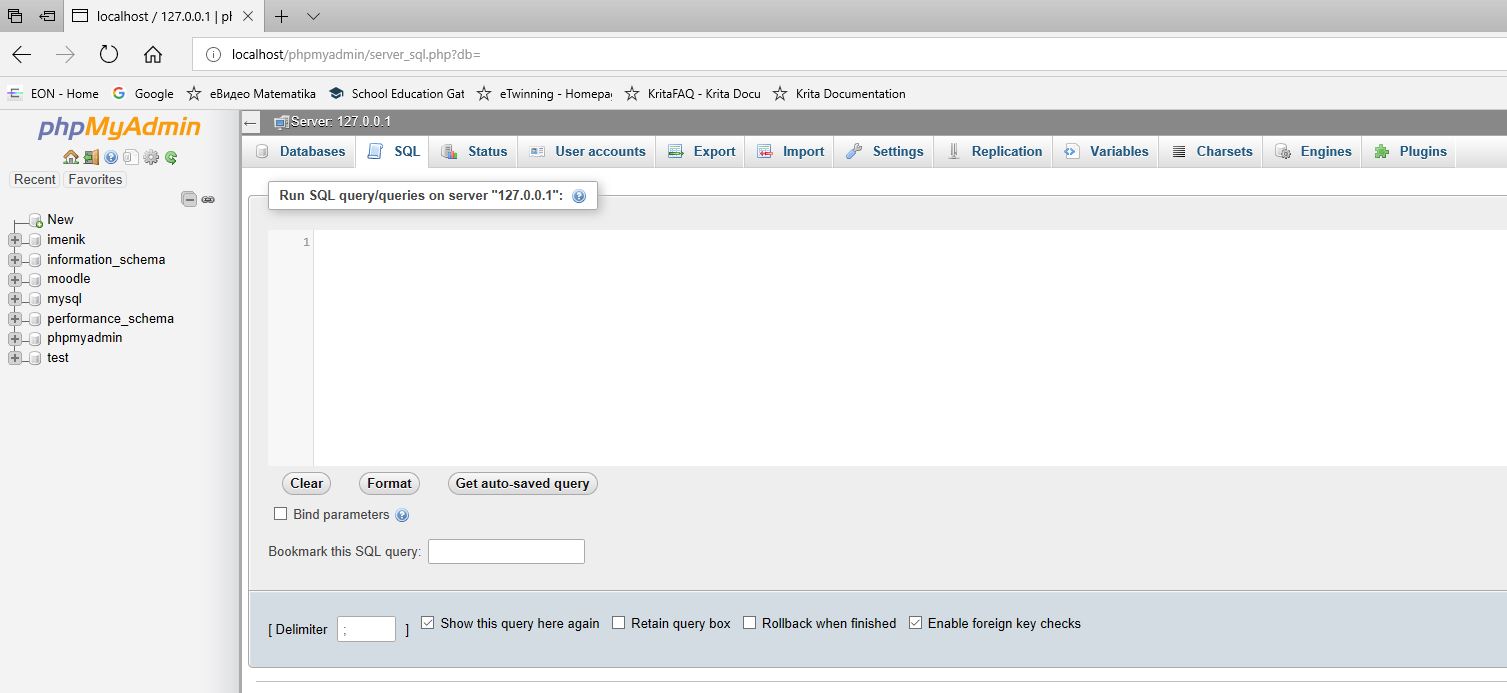 localhost / 127.0.0.1 | pl
localhost/phpmyadmin/server_sql.php?db=
EON - Home Google еВидео Matematika School Education Gat eTwinning - Homepa KritaFAQ - Krita Docu Krita Documentation
phpMyAdmin
Recent Favorites
New
imenik
information_schema
moodle
mysql
performance_schema
phpmyadmin
test
Server: 127.0.0.1
Databases SQL Status User accounts Export Import Settings Replication Variables Charsets Engines Plugins
Run SQL query/queries on server "127.0.0.1":
1
Clear Format Get auto-saved query
Bind parameters
Bookmark this SQL query:
[ Delimiter ; ] Show this query here again Retain query box Rollback when finished Enable foreign key checks